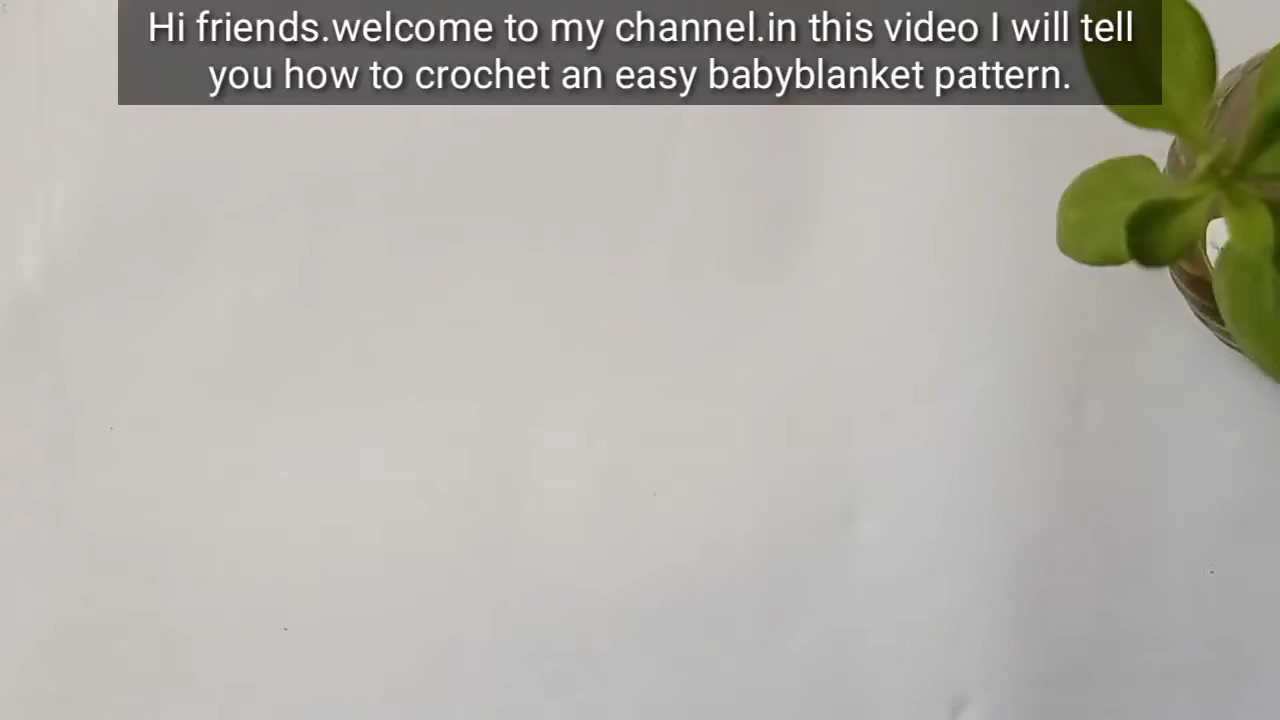 Hi friends.welcome to my channel.in this video I will tell
you how to crochet an easy babyblanket pattern.